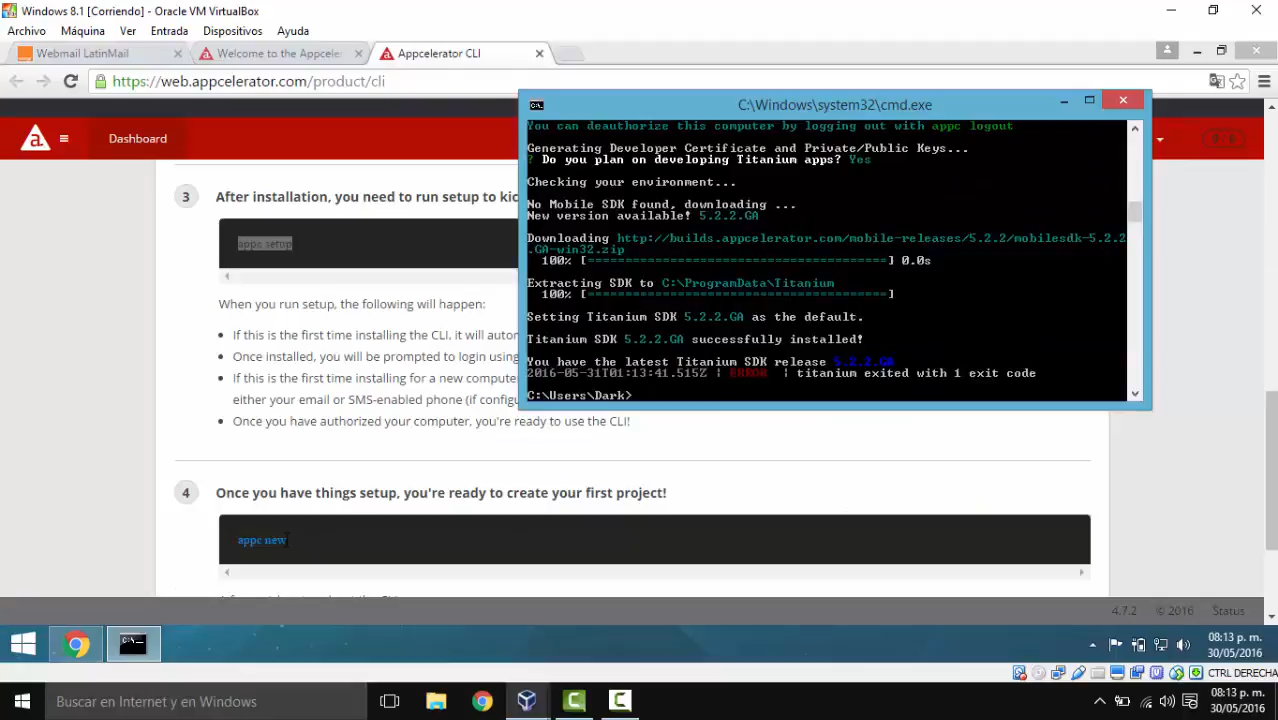 Windows 8.1 [Corriendo] - Oracle VM VirtualBox
Archivo Máquina Ver Entrada Dispositivos Ayuda
Webmail LatinMail
Welcome to the Appceler
Appcelerator CLI
https://web.appcelerator.com/product/cli
Dashboard
3 After installation, you need to run setup to kic
appc setup
When you run setup, the following will happen:
If this is the first time installing the CLI, it will autor
Once installed, you will be prompted to login using
If this is the first time installing for a new compute
either your email or SMS-enabled phone (if configu
Once you have authorized your computer, you're ready to use the CLI!
4 Once you have things setup, you're ready to create your first project!
appc new
4.7.2 © 2016 Status
C:\Windows\system32\cmd.exe
You can deauthorize this computer by logging out with appc logout
Generating Developer Certificate and Private/Public Keys...
? Do you plan on developing Titanium apps? Yes
Checking your environment...
No Mobile SDK found, downloading ...
New version available! 5.2.2.GA
Downloading http://builds.appcelerator.com/mobile-releases/5.2.2/mobilesdk-5.2.2
.GA-win32.zip
100% [========================================] 0.0s
Extracting SDK to C:\ProgramData\Titanium
100% [========================================]
Setting Titanium SDK 5.2.2.GA as the default.
Titanium SDK 5.2.2.GA successfully installed!
You have the latest Titanium SDK release 5.2.2.GA
2016-05-31T01:13:41.515Z | ERROR | titanium exited with 1 exit code
C:\Users\Dark>
08:13 p. m.
30/05/2016
CTRL DERECHA
Buscar en Internet y en Windows
08:13 p. m.
30/05/2016